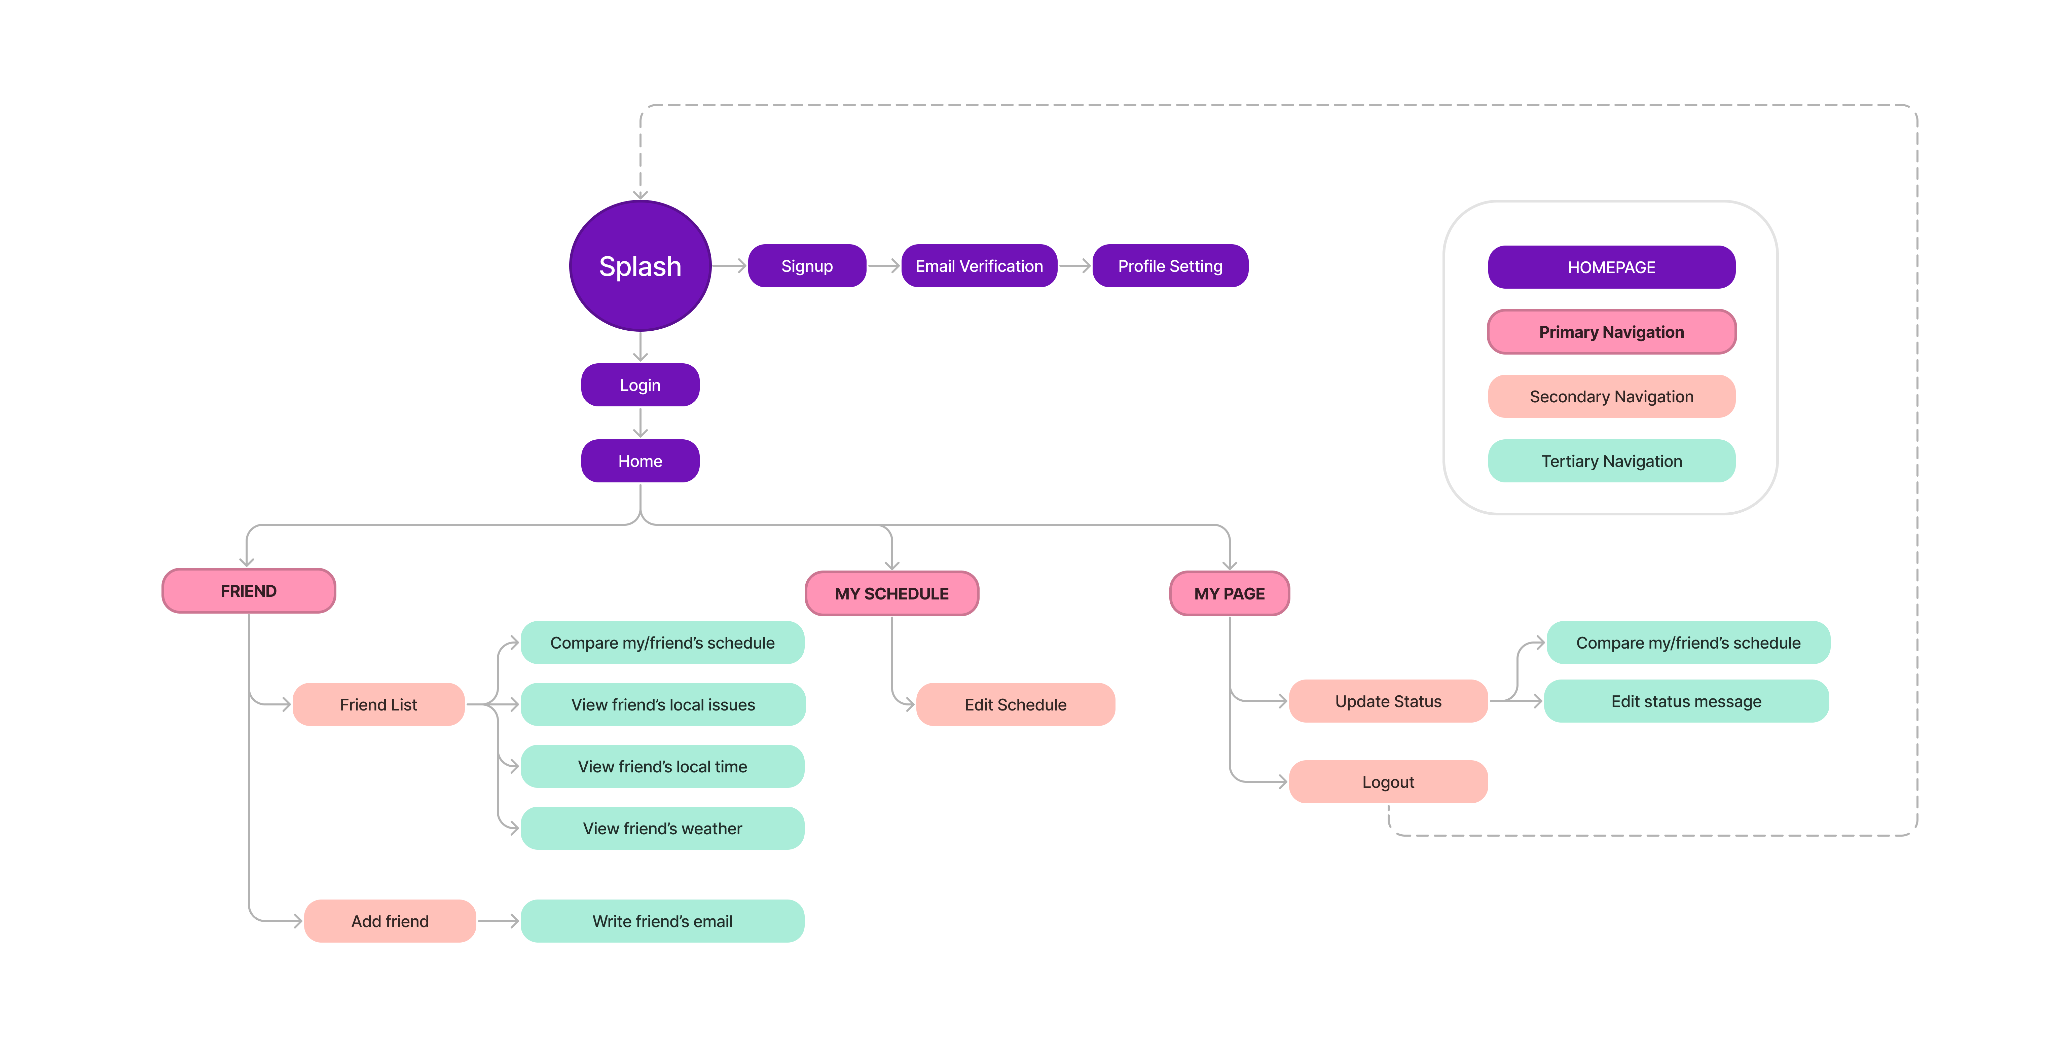 Splash
Signup
Email Verification
Profile Setting
HOMEPAGE
Primary Navigation
Secondary Navigation
Tertiary Navigation
Login
Home
FRIEND
MY SCHEDULE
MY PAGE
Compare my/friend's schedule
Compare my/friend's schedule
Friend List
View friend's local issues
Edit Schedule
Update Status
Edit status message
View friend's local time
Logout
View friend's weather
Add friend
Write friend's email